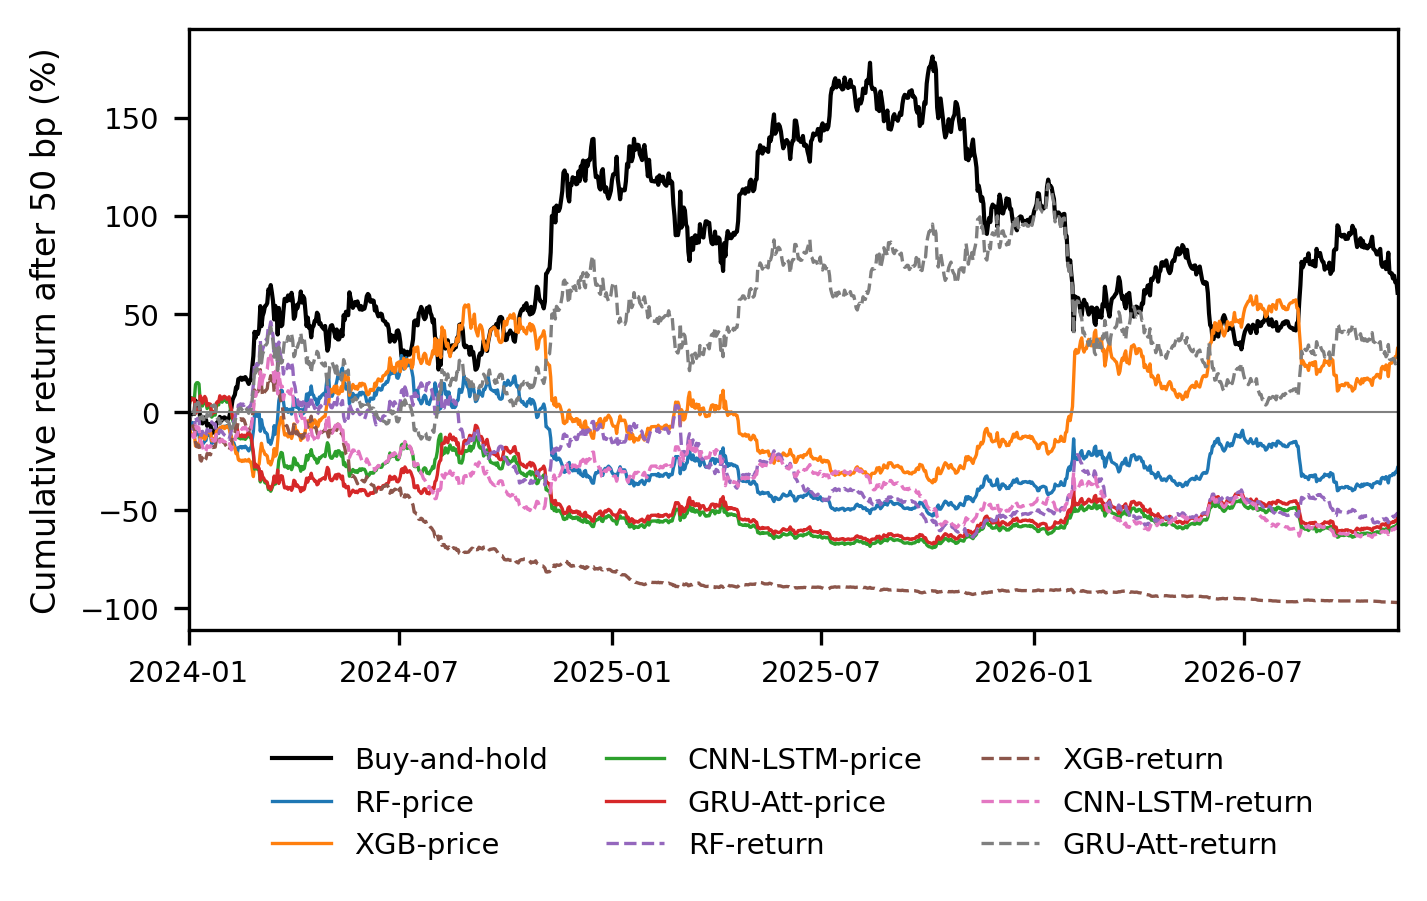 Cumulative return after 50 bp (%)
150
100
50
0
−50
−100
2024-01 2024-07 2025-01 2025-07 2026-01 2026-07
Buy-and-hold CNN-LSTM-price XGB-return
RF-price GRU-Att-price CNN-LSTM-return
XGB-price RF-return GRU-Att-return